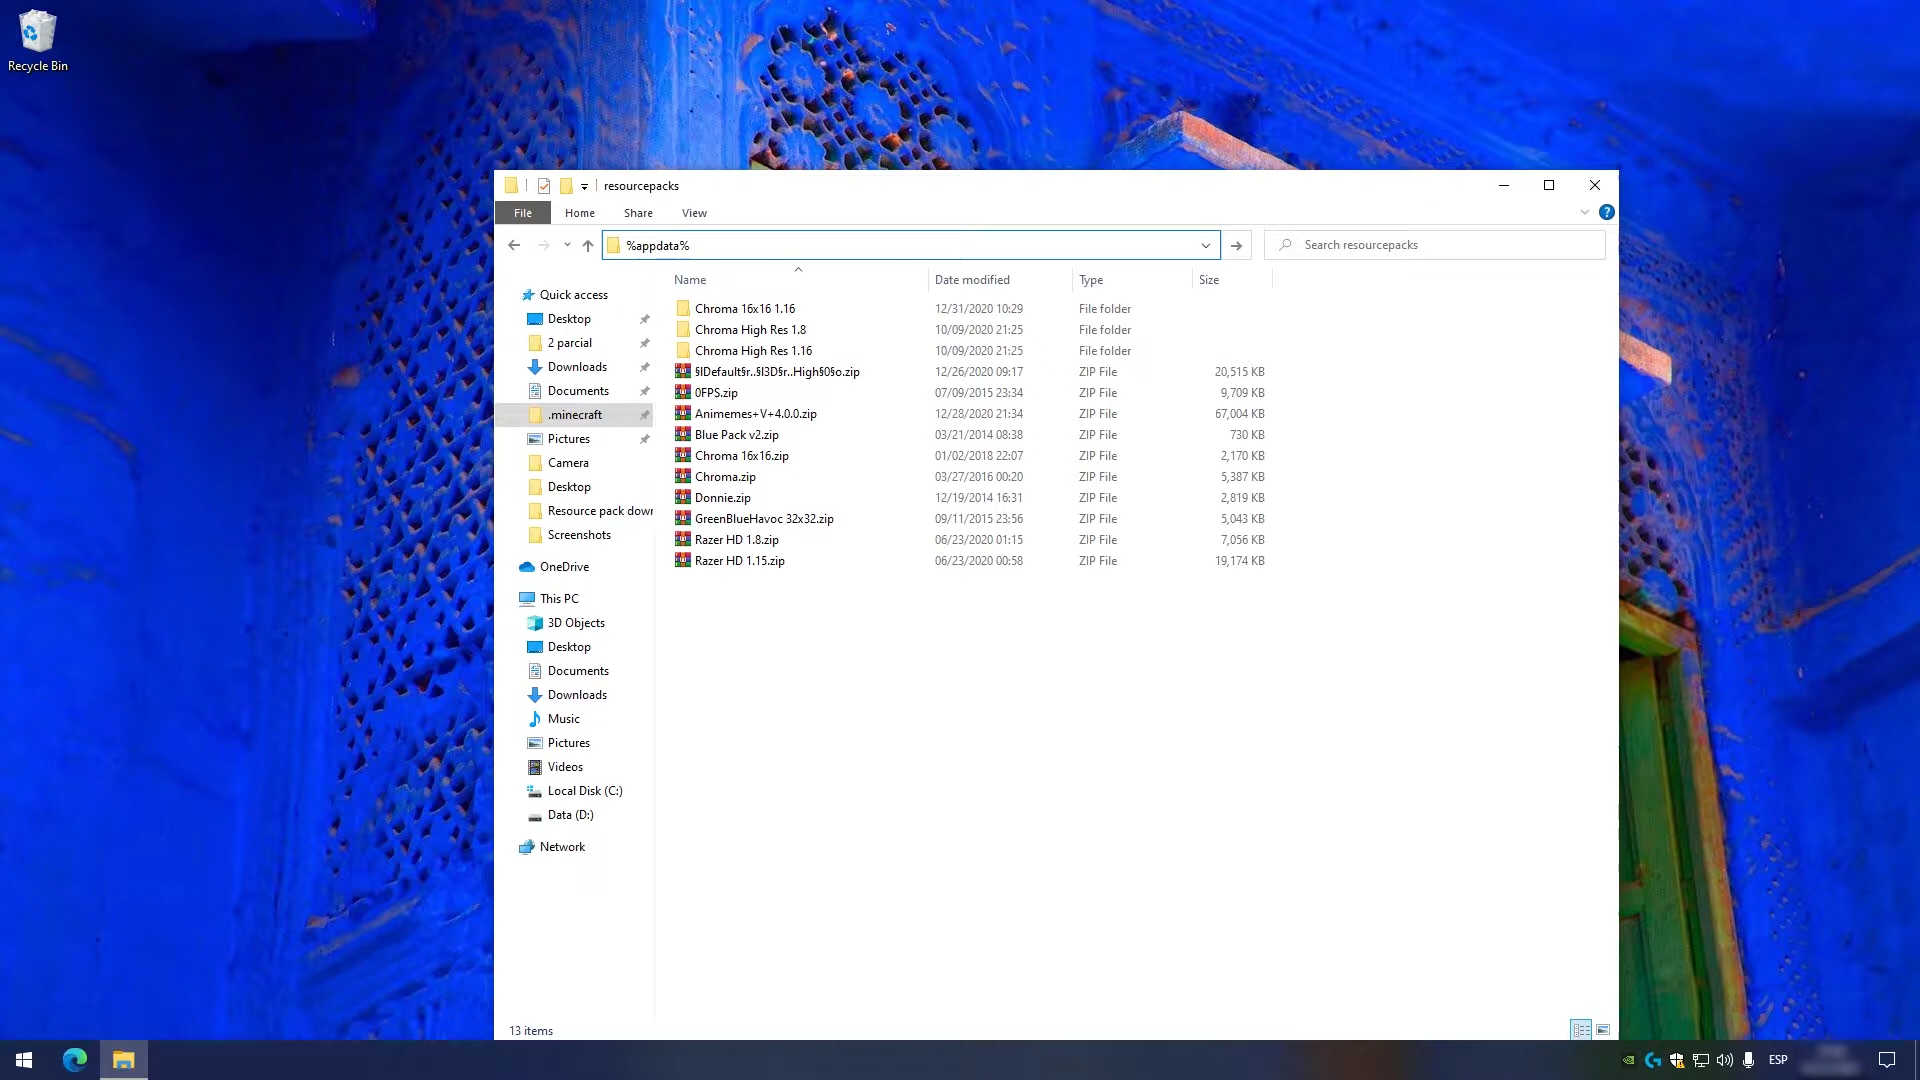 Recycle Bin
resourcepacks
File Home Share View
%appdata%
Search resourcepacks
Name Date modified Type Size
Quick access
Desktop
2 parcial
Downloads
Documents
.minecraft
Pictures
Camera
Desktop
Resource pack dowr
Screenshots
OneDrive
This PC
3D Objects
Desktop
Documents
Downloads
Music
Pictures
Videos
Local Disk (C:)
Data (D:)
Network
Chroma 16x16 1.16 12/31/2020 10:29 File folder
Chroma High Res 1.8 10/09/2020 21:25 File folder
Chroma High Res 1.16 10/09/2020 21:25 File folder
§lDefault§r..§l3D§r..High§0§o.zip 12/26/2020 09:17 ZIP File 20,515 KB
0FPS.zip 07/09/2015 23:34 ZIP File 9,709 KB
Animemes+V+4.0.0.zip 12/28/2020 21:34 ZIP File 67,004 KB
Blue Pack v2.zip 03/21/2014 08:38 ZIP File 730 KB
Chroma 16x16.zip 01/02/2018 22:07 ZIP File 2,170 KB
Chroma.zip 03/27/2016 00:20 ZIP File 5,387 KB
Donnie.zip 12/19/2014 16:31 ZIP File 2,819 KB
GreenBlueHavoc 32x32.zip 09/11/2015 23:56 ZIP File 5,043 KB
Razer HD 1.8.zip 06/23/2020 01:15 ZIP File 7,056 KB
Razer HD 1.15.zip 06/23/2020 00:58 ZIP File 19,174 KB
13 items
ESP